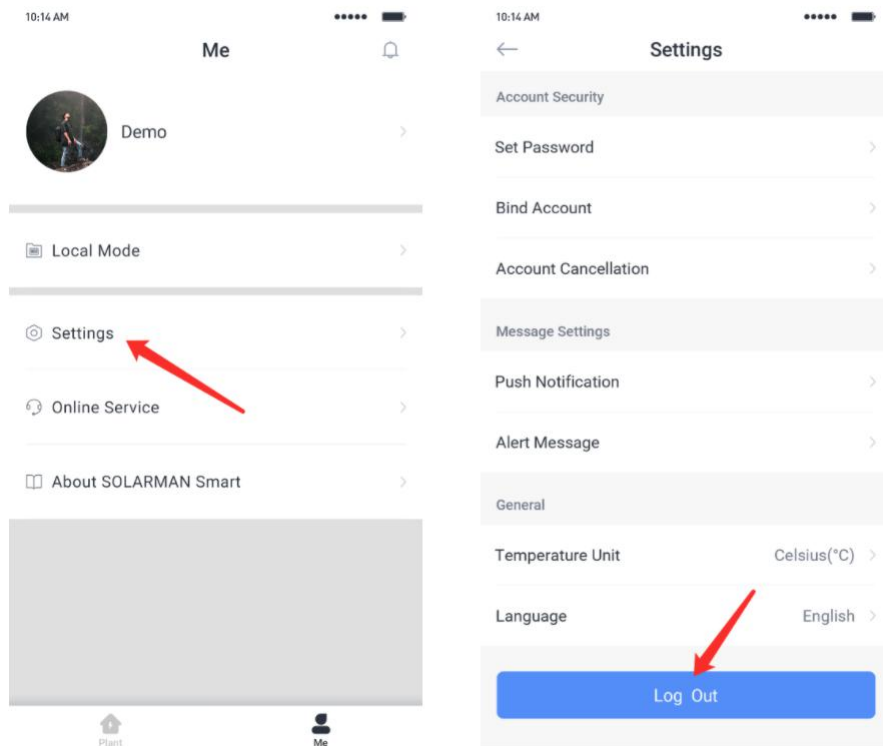 10:14 AM
Me
Demo
Local Mode
Settings
Online Service
About SOLARMAN Smart
Plant
Me
10:14 AM
Settings
Account Security
Set Password
Bind Account
Account Cancellation
Message Settings
Push Notification
Alert Message
General
Temperature Unit Celsius(°C)
Language English
Log Out